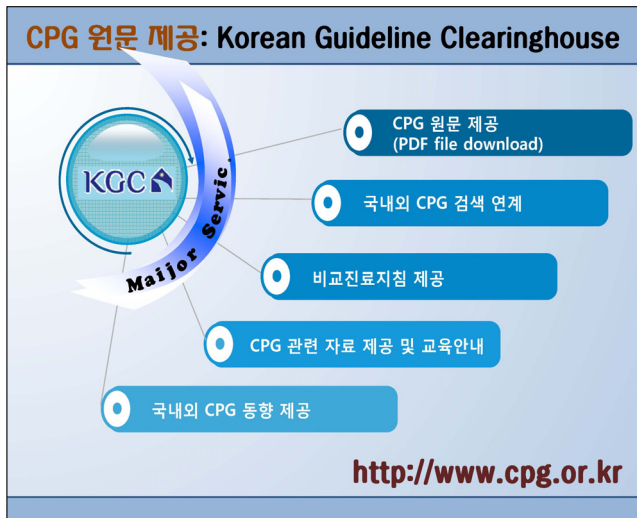 CPG 원문 제공: Korean Guideline Clearinghouse
KGC
Maijor Servic.
CPG 원문 제공
(PDF file download)
국내외 CPG 검색 연계
비교진료지침 제공
CPG 관련 자료 제공 및 교육안내
국내외 CPG 동향 제공
http://www.cpg.or.kr